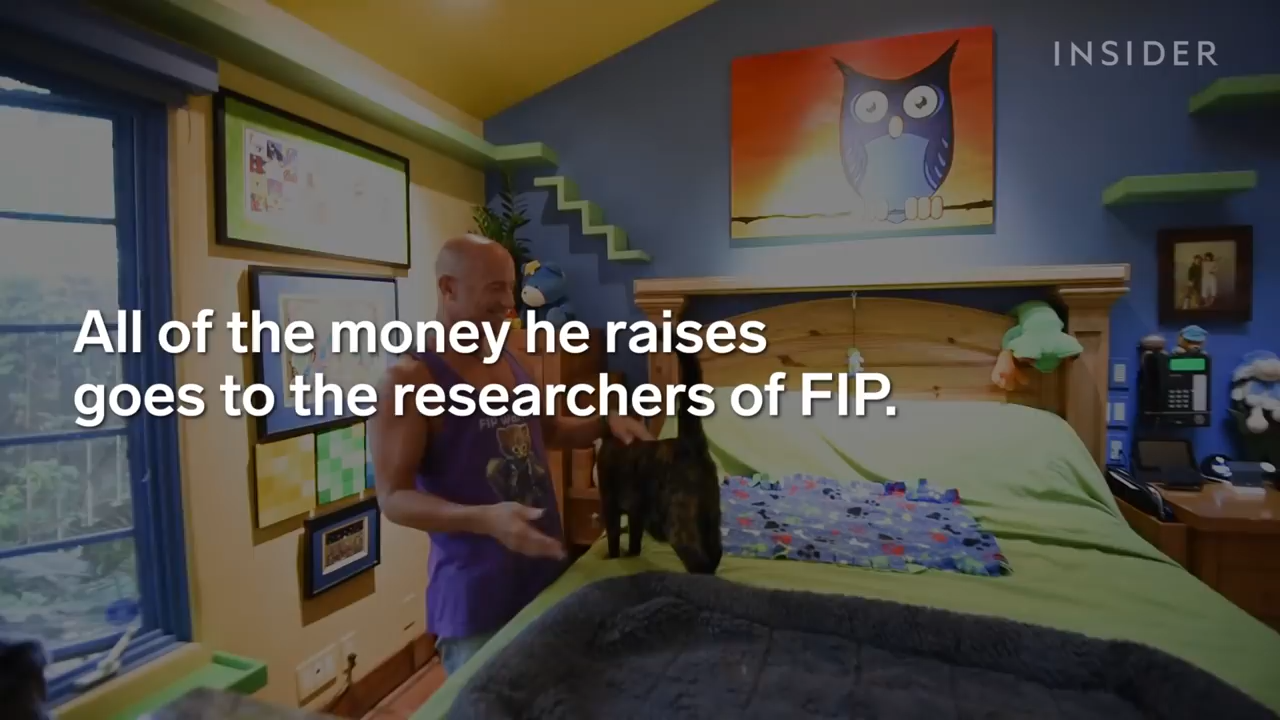 INSIDER
All of the money he raises
goes to the researchers of FIP.